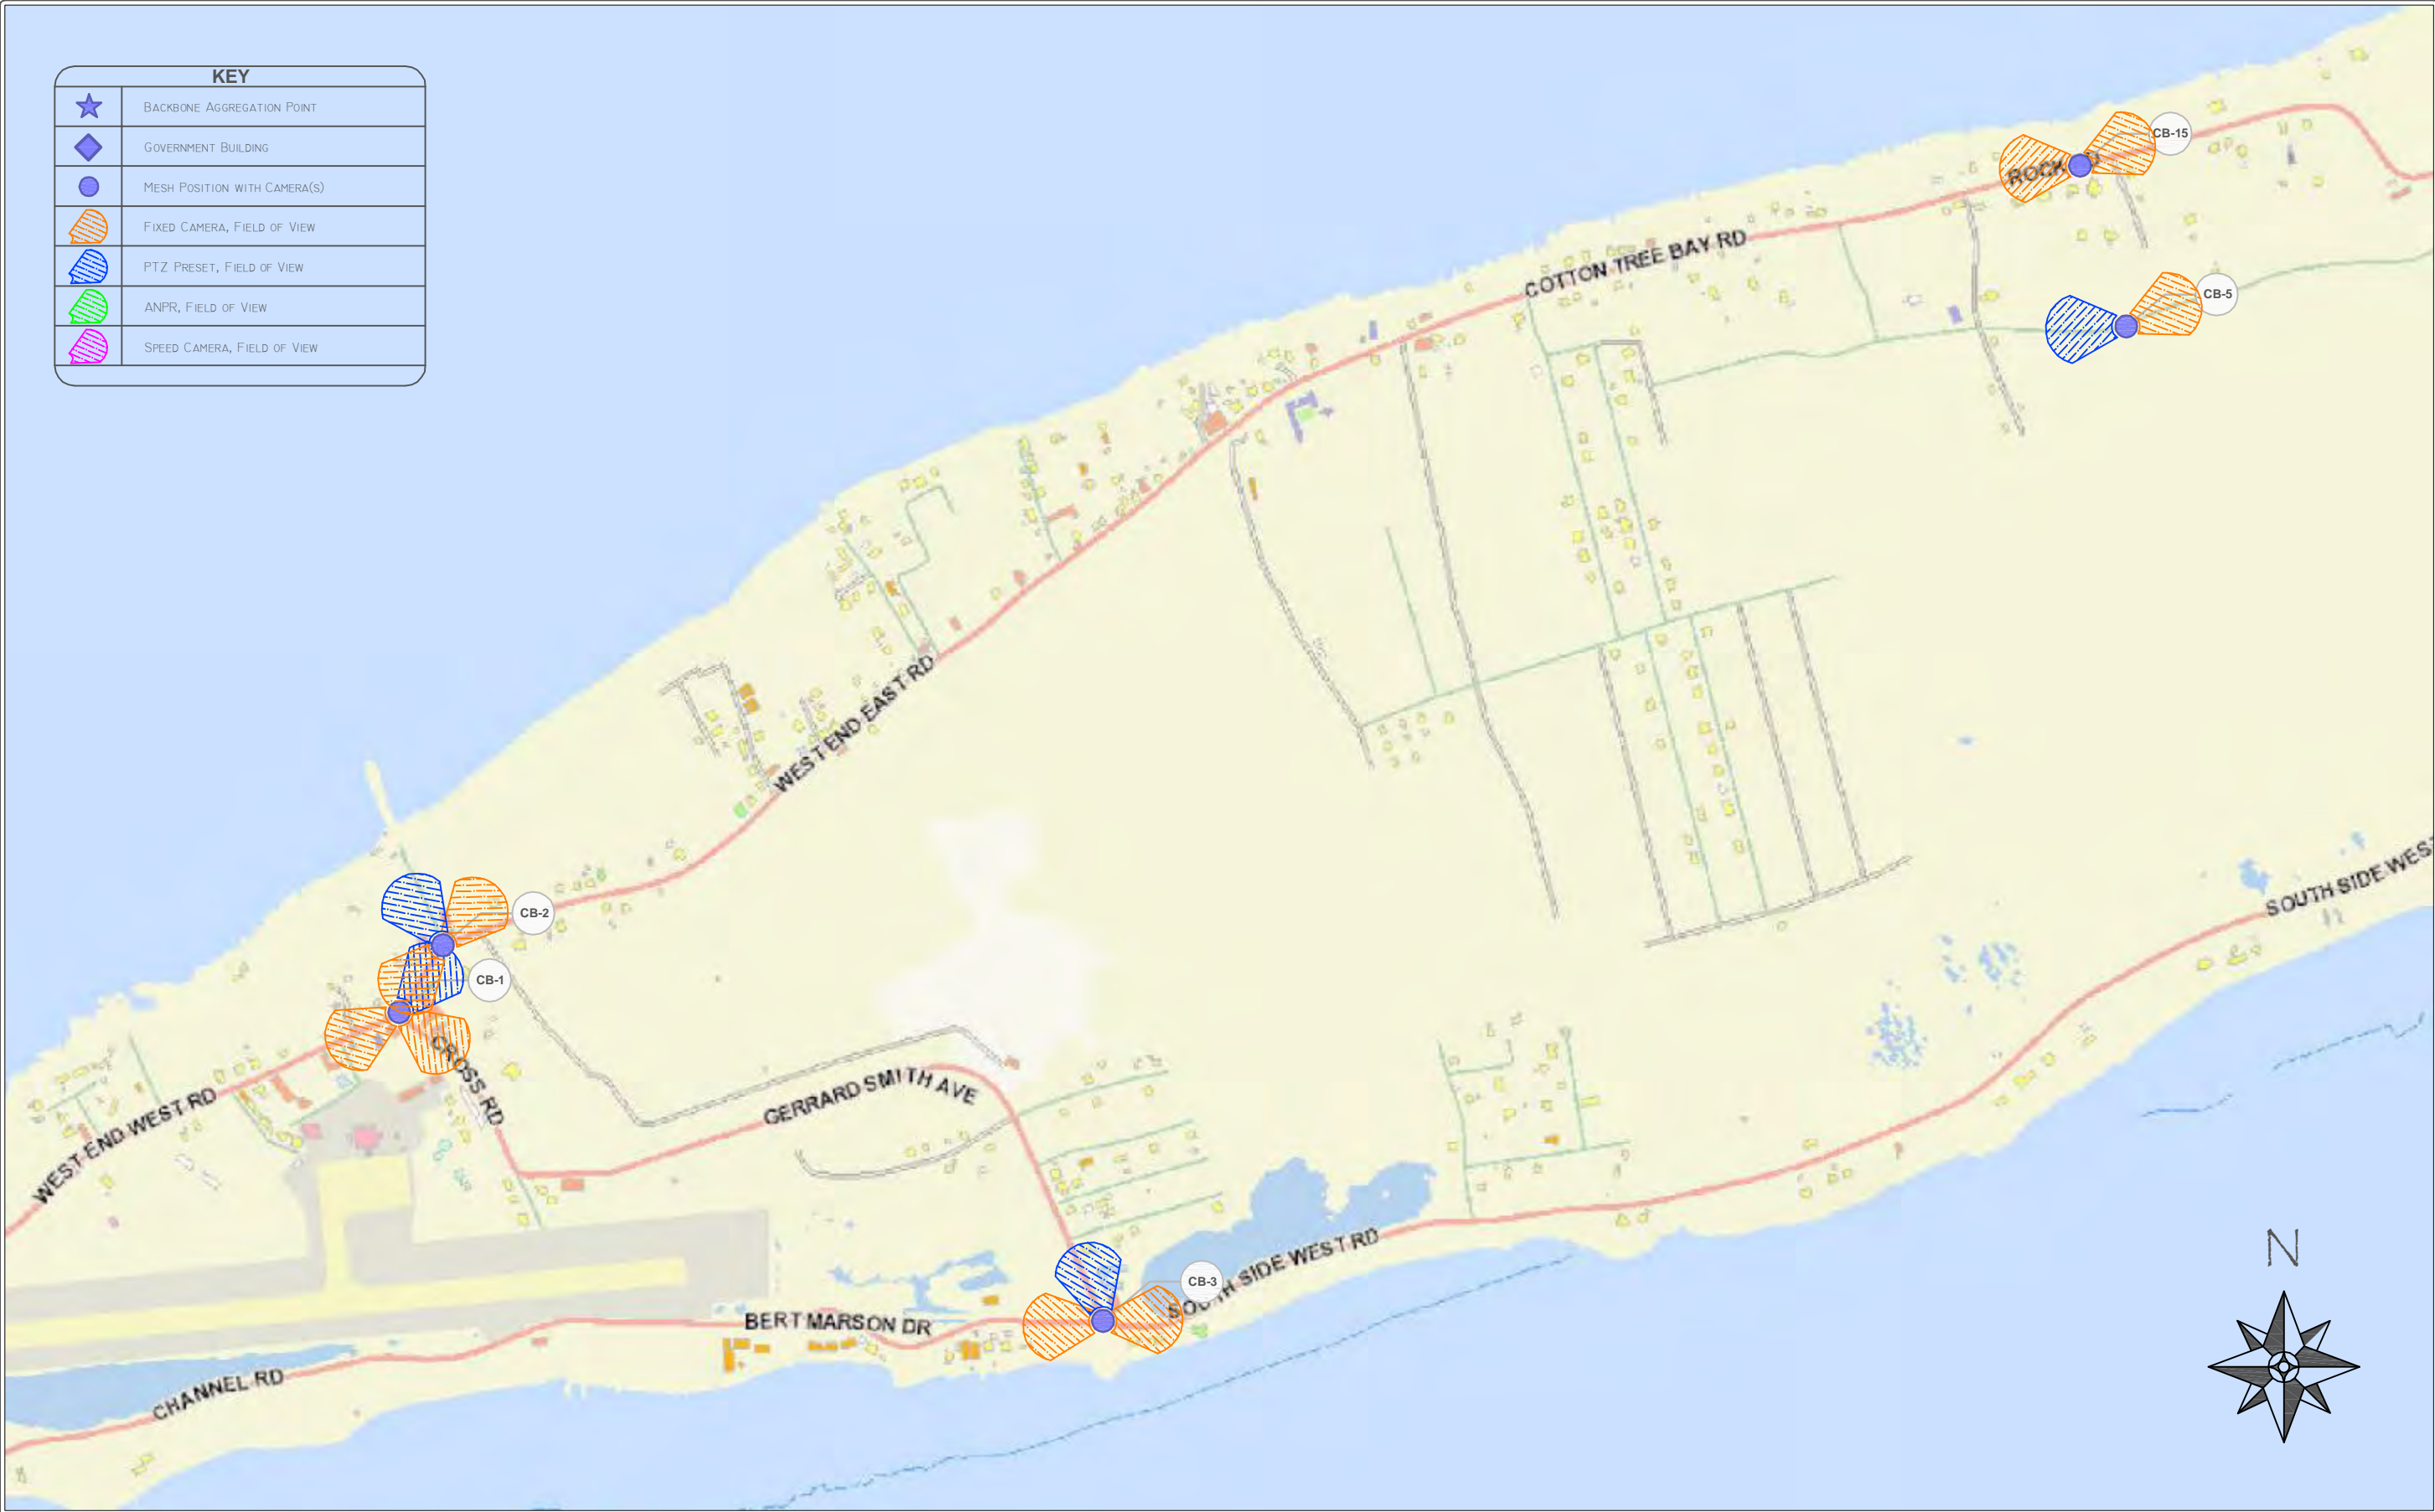 KEY
BACKBONE AGGREGATION POINT
GOVERNMENT BUILDING
MESH POSITION WITH CAMERA(S)
FIXED CAMERA, FIELD OF VIEW
PTZ PRESET, FIELD OF VIEW
ANPR, FIELD OF VIEW
SPEED CAMERA, FIELD OF VIEW
CB-15
ROCK
COTTON TREE BAY RD
CB-5
WEST END EAST RD
SOUTH SIDE WEST
CB-2
CB-1
CROSS RD
GERRARD SMITH AVE
WEST END WEST RD
CB-3
SOUTH SIDE WEST RD
BERT MARSON DR
CHANNEL RD
N